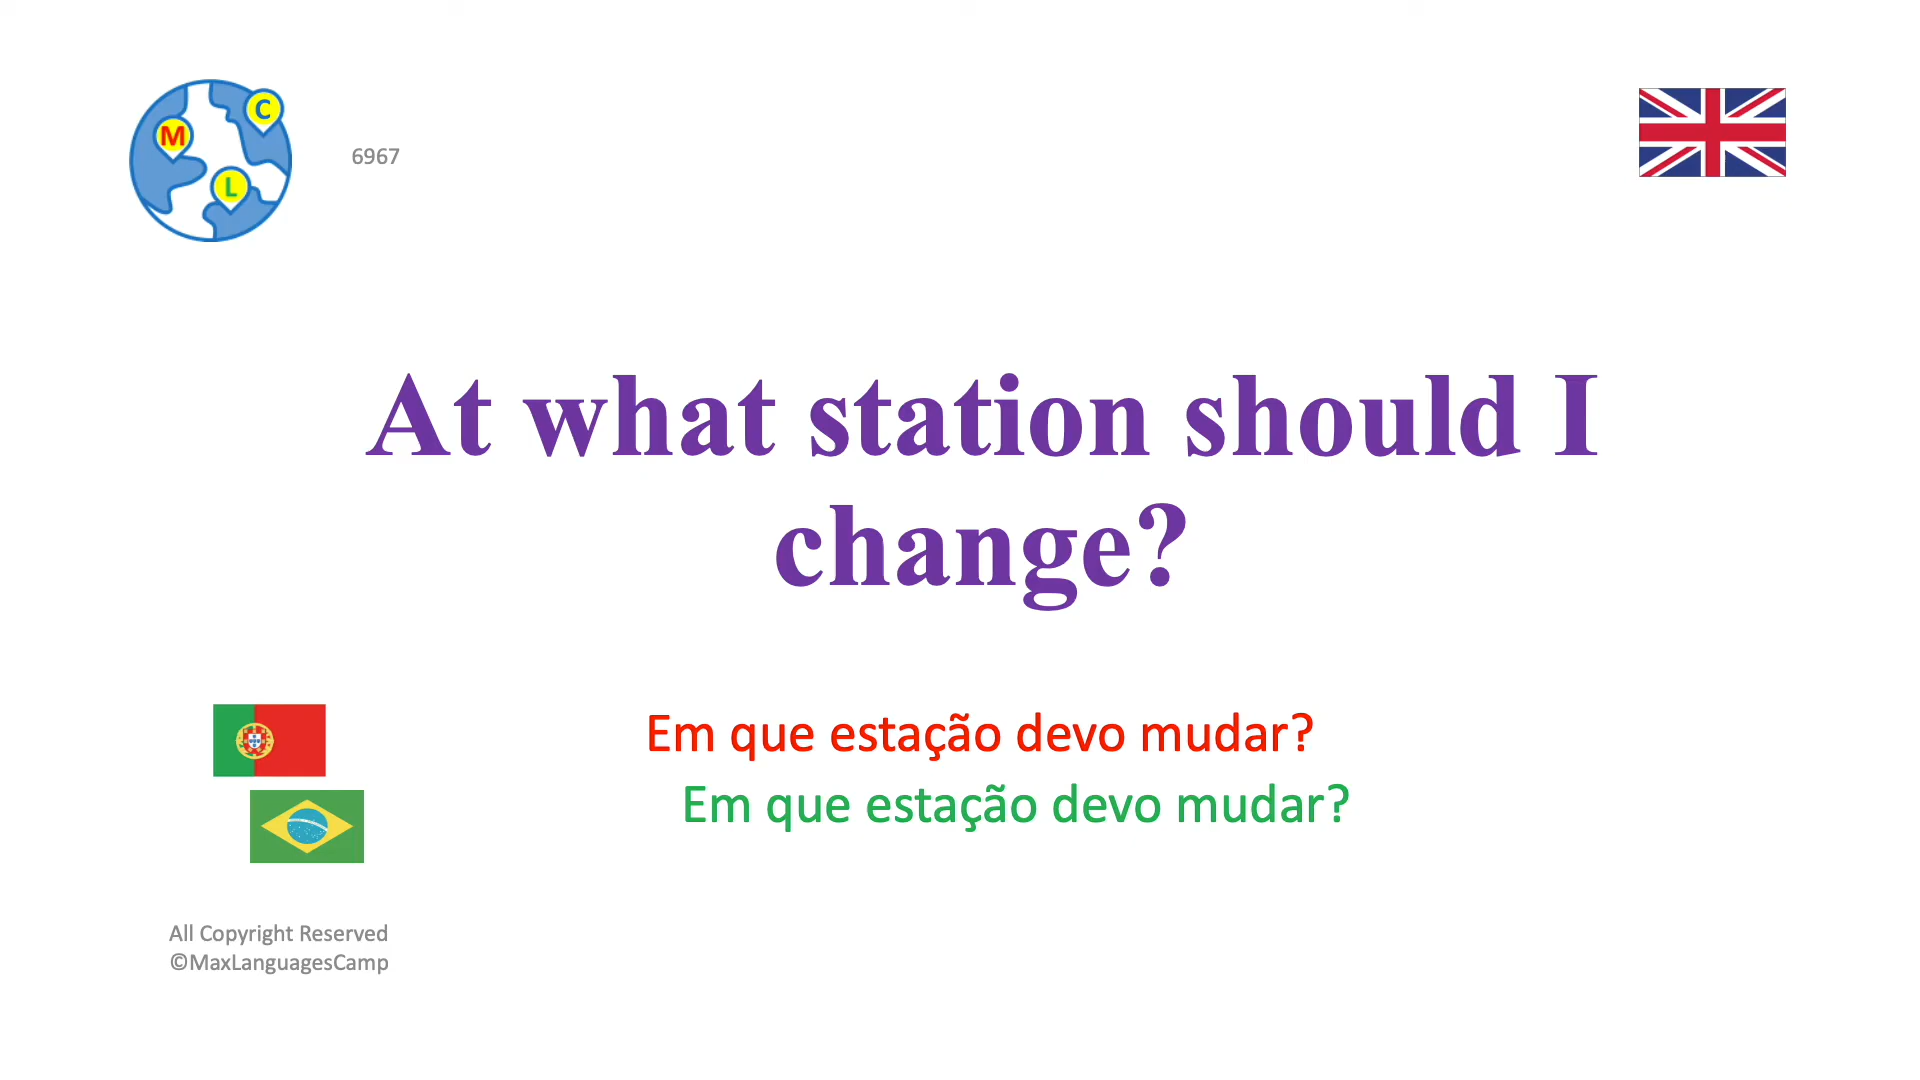 C
M
L
6967
At what station should I
change?
Em que estação devo mudar?
Em que estação devo mudar?
All Copyright Reserved
©MaxLanguagesCamp